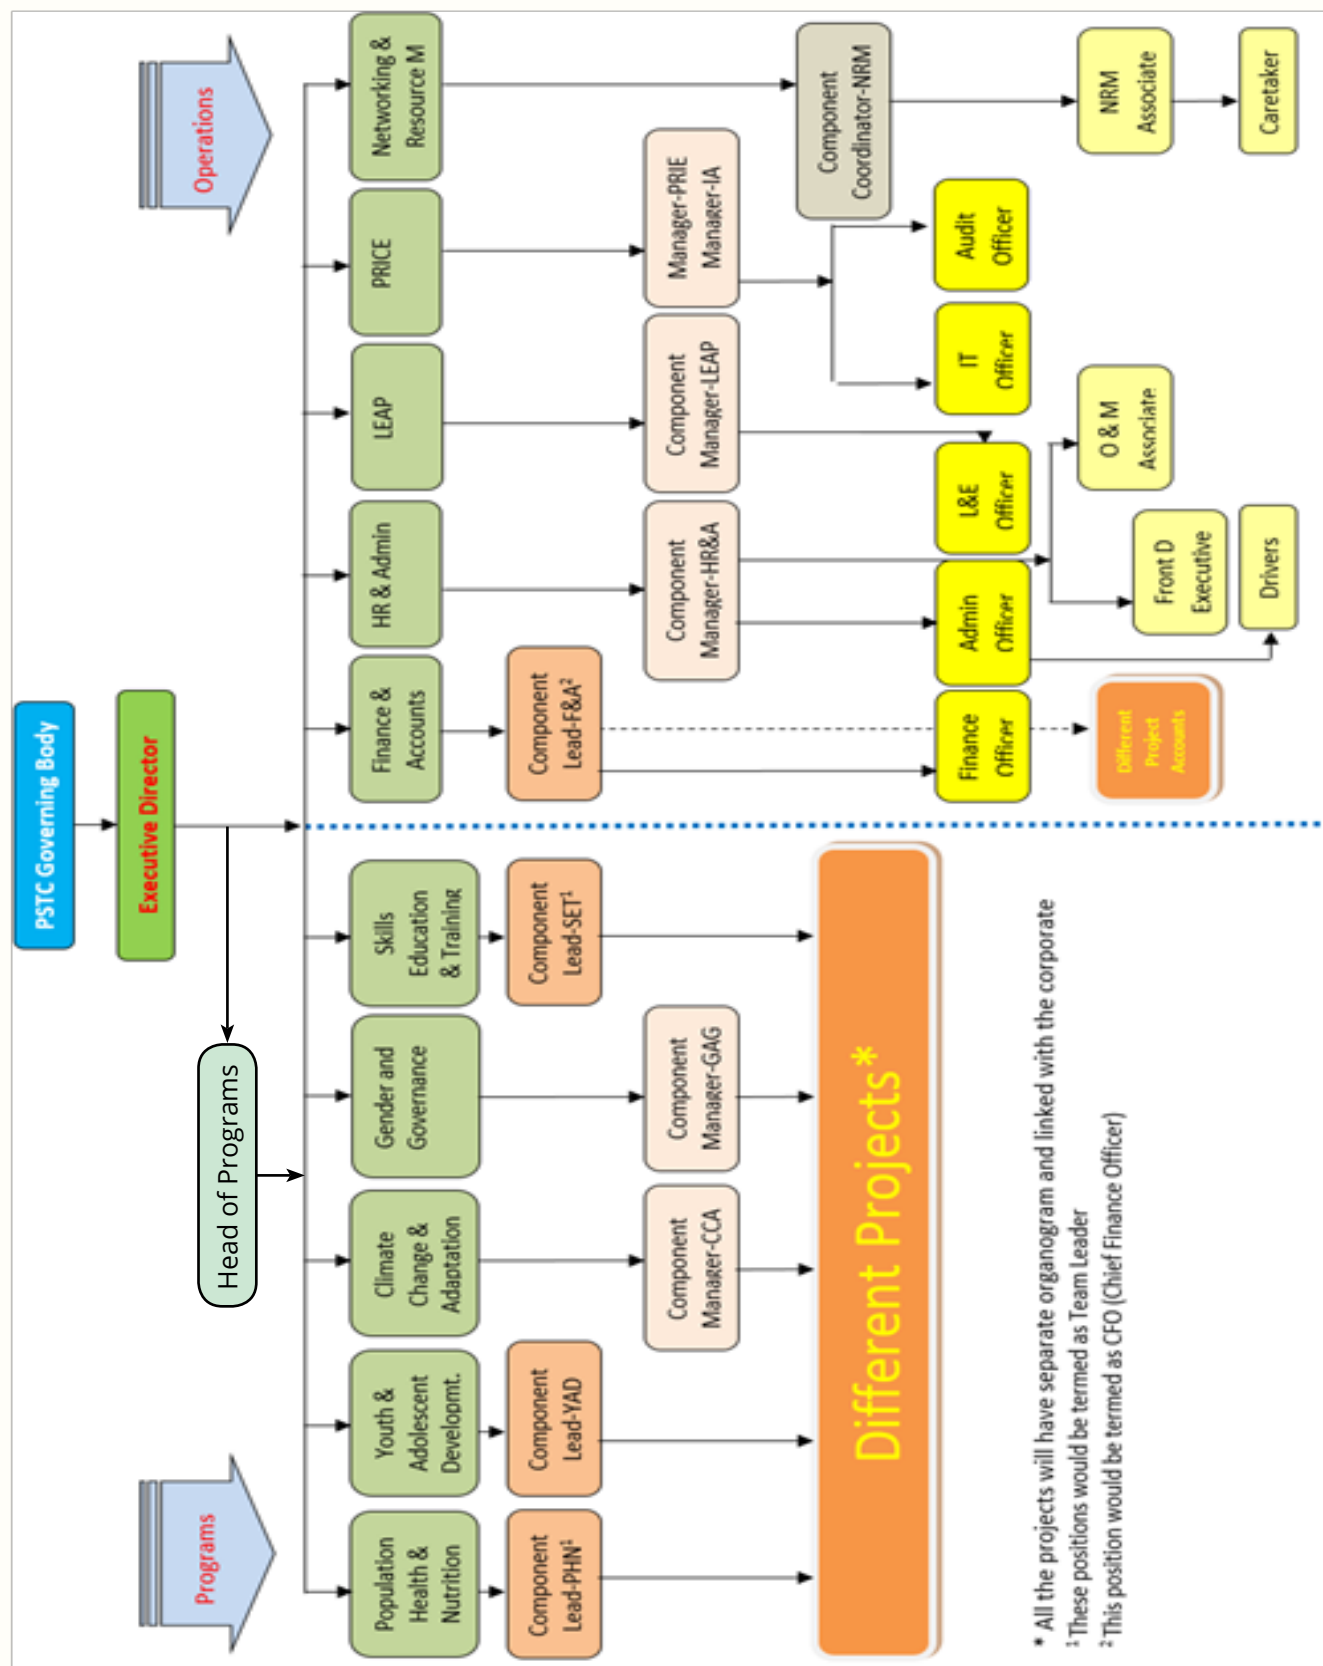 PSTC Governing Body
Executive Director
Head of Programs
Programs
Operations
Population
Health &
Nutrition
Youth &
Adolescent
Developmt.
Climate
Change &
Adaptation
Gender and
Governance
Skills
Education
& Training
Finance &
Accounts
HR & Admin
LEAP
PRICE
Networking &
Resource M
Component
Lead-PHN¹
Component
Lead-YAD
Component
Lead-SET¹
Component
Lead-F&A²
Component
Manager-CCA
Component
Manager-GAG
Component
Manager-HR&A
Component
Manager-LEAP
Manager-PRIE
Manager-IA
Component
Coordinator-NRM
Different Projects*
Finance
Officer
Admin
Officer
L&E
Officer
IT
Officer
Audit
Officer
Different
Project
Accounts
Front D
Executive
O & M
Associate
NRM
Associate
Drivers
Caretaker
* All the projects will have separate organogram and linked with the corporate
¹ These positions would be termed as Team Leader
² This position would be termed as CFO (Chief Finance Officer)